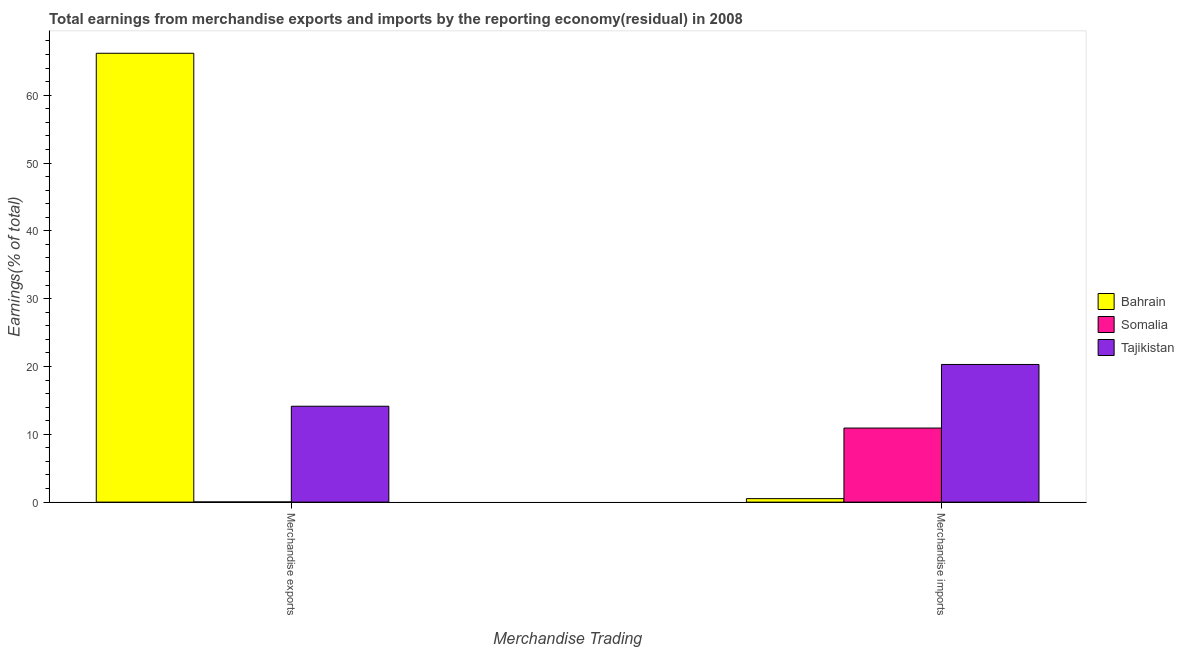 Total earnings from merchandise exports and imports by the reporting economy(residual) in 2008
Earnings(% of total)
60
50
40
30
20
10
0
Merchandise exports
Merchandise imports
Merchandise Trading
Bahrain
Somalia
Tajikistan